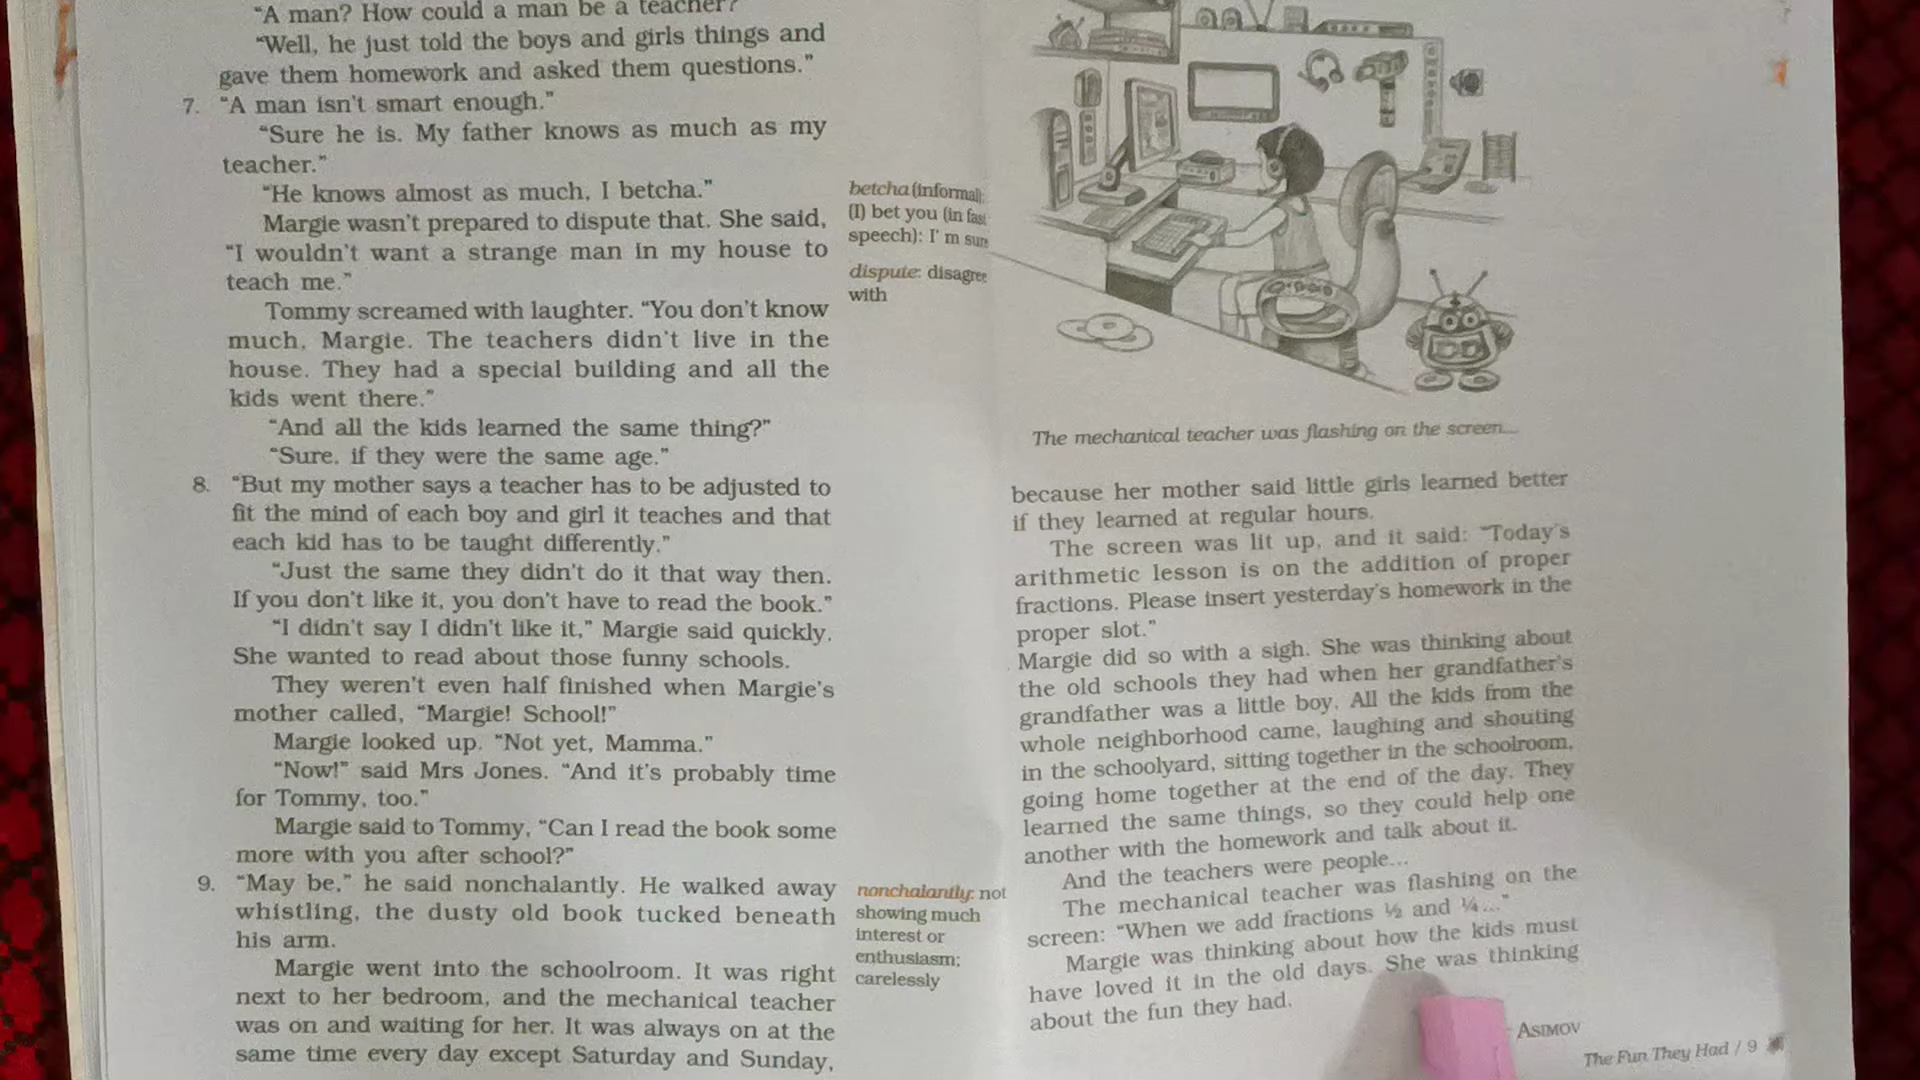 “A man? How could a man be a teacher?”
“Well, he just told the boys and girls things and
gave them homework and asked them questions.”
7. “A man isn't smart enough.”
“Sure he is. My father knows as much as my
teacher.”
“He knows almost as much, I betcha.”
Margie wasn't prepared to dispute that. She said,
“I wouldn't want a strange man in my house to
teach me.”
Tommy screamed with laughter. “You don't know
much, Margie. The teachers didn't live in the
house. They had a special building and all the
kids went there.”
“And all the kids learned the same thing?”
“Sure, if they were the same age.”
8. “But my mother says a teacher has to be adjusted to
fit the mind of each boy and girl it teaches and that
each kid has to be taught differently.”
“Just the same they didn't do it that way then.
If you don't like it, you don't have to read the book.”
“I didn't say I didn't like it,” Margie said quickly.
She wanted to read about those funny schools.
They weren't even half finished when Margie's
mother called, “Margie! School!”
Margie looked up. “Not yet, Mamma.”
“Now!” said Mrs Jones. “And it's probably time
for Tommy, too.”
Margie said to Tommy, “Can I read the book some
more with you after school?”
9. “May be,” he said nonchalantly. He walked away
whistling, the dusty old book tucked beneath
his arm.
Margie went into the schoolroom. It was right
next to her bedroom, and the mechanical teacher
was on and waiting for her. It was always on at the
same time every day except Saturday and Sunday,
betcha (informal):
(I) bet you (in fast
speech): I' m sure
dispute: disagree
with
nonchalantly: not
showing much
interest or
enthusiasm;
carelessly
The mechanical teacher was flashing on the screen...
because her mother said little girls learned better
if they learned at regular hours.
The screen was lit up, and it said: “Today's
arithmetic lesson is on the addition of proper
fractions. Please insert yesterday's homework in the
proper slot.”
Margie did so with a sigh. She was thinking about
the old schools they had when her grandfather's
grandfather was a little boy. All the kids from the
whole neighborhood came, laughing and shouting
in the schoolyard, sitting together in the schoolroom,
going home together at the end of the day. They
learned the same things, so they could help one
another with the homework and talk about it.
And the teachers were people...
The mechanical teacher was flashing on the
screen: “When we add fractions ½ and ¼...”
Margie was thinking about how the kids must
have loved it in the old days. She was thinking
about the fun they had.
ASIMOV
The Fun They Had / 9